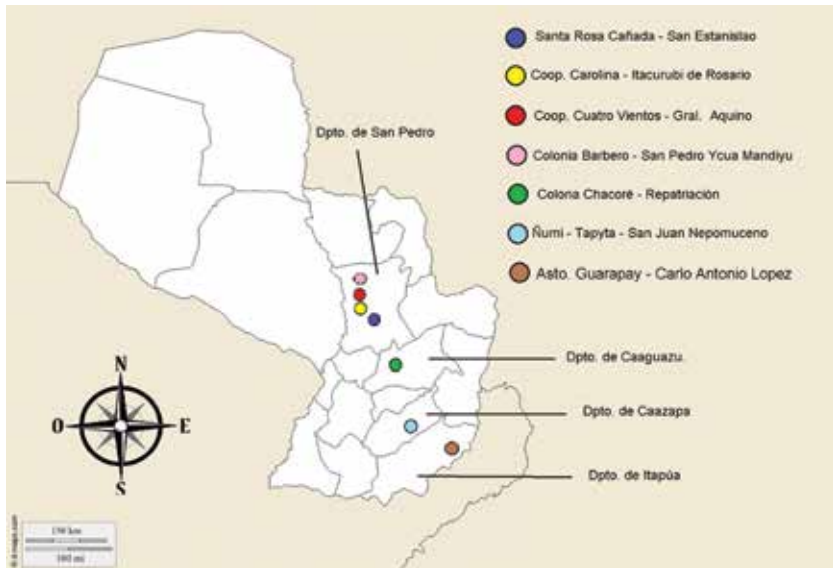 Santa Rosa Cañada - San Estanislao
Coop. Carolina - Itacurubi de Rosario
Coop. Cuatro Vientos - Gral. Aquino
Colonia Barbero - San Pedro Ycua Mandiyu
Colona Chacoré - Repatriación
Ñumi - Tapyta - San Juan Nepomuceno
Asto. Guarapay - Carlo Antonio Lopez
Dpto. de San Pedro
Dpto. de Caaguazu.
Dpto. de Caazapa
Dpto. de Itapúa
N
O
E
S
150 km
100 mi
© d-maps.com